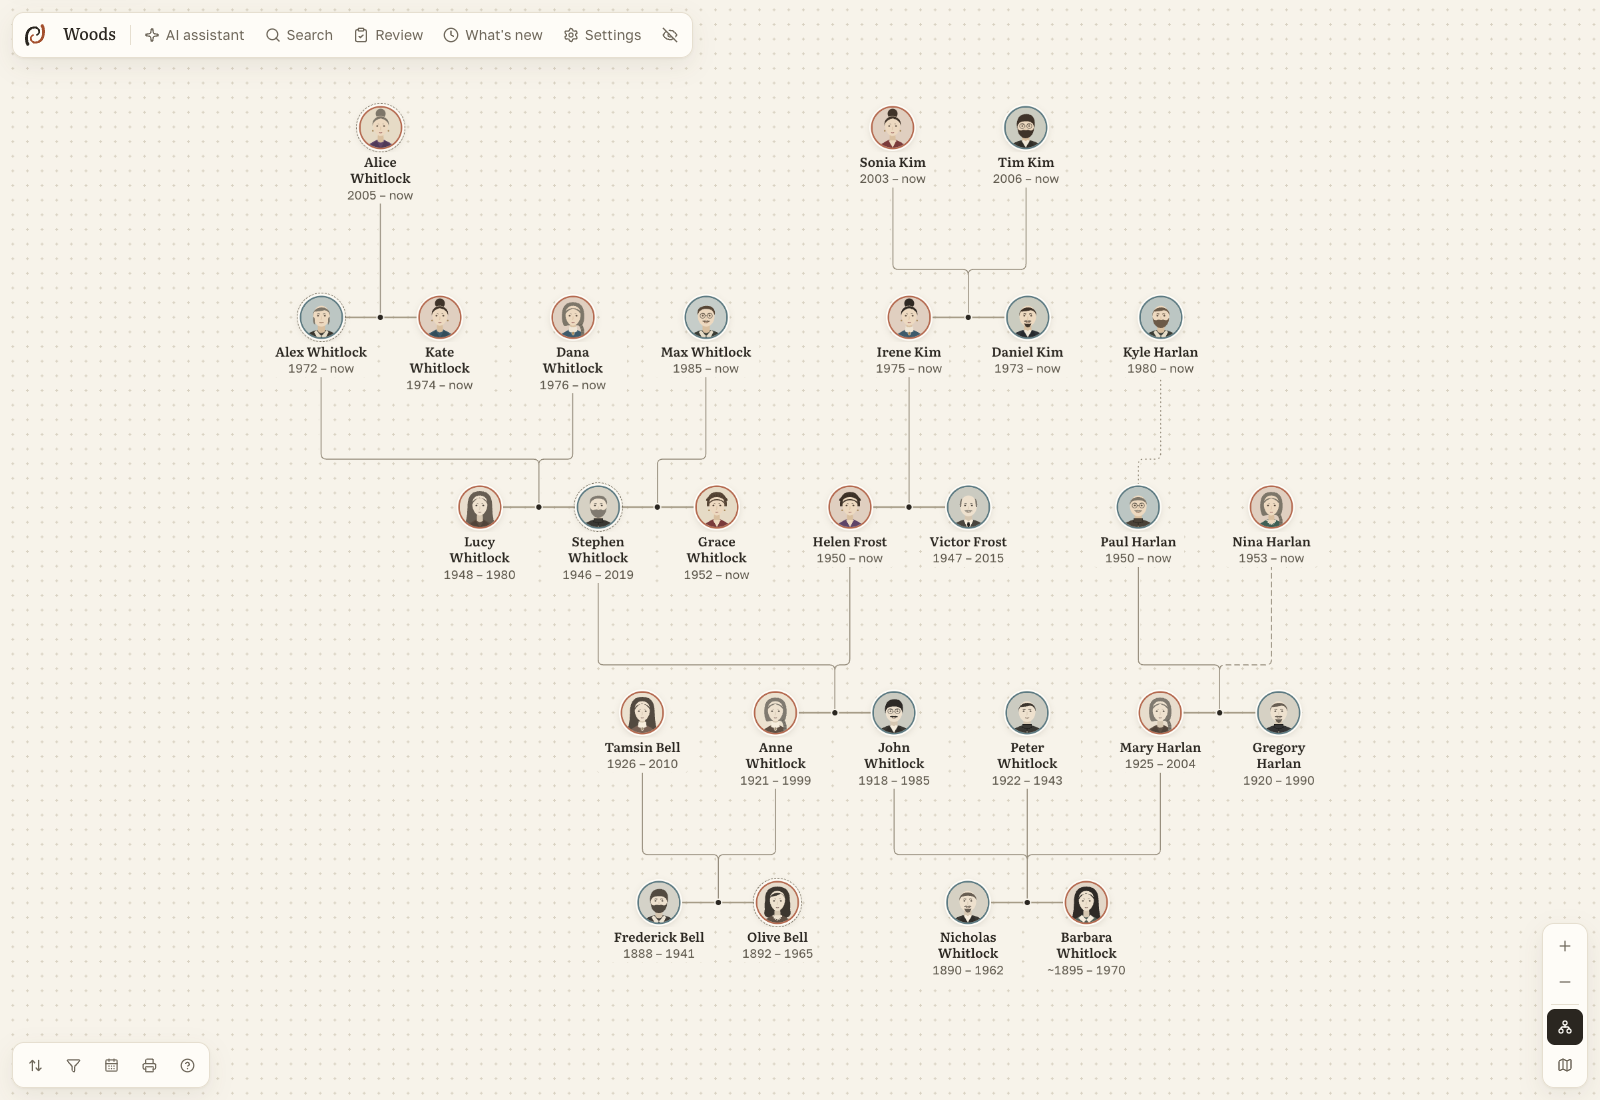 Woods
AI assistant
Search
Review
What's new
Settings
Alice
Whitlock
2005 – now
Sonia Kim
2003 – now
Tim Kim
2006 – now
Alex Whitlock
1972 – now
Kate
Whitlock
1974 – now
Dana
Whitlock
1976 – now
Max Whitlock
1985 – now
Irene Kim
1975 – now
Daniel Kim
1973 – now
Kyle Harlan
1980 – now
Lucy
Whitlock
1948 – 1980
Stephen
Whitlock
1946 – 2019
Grace
Whitlock
1952 – now
Helen Frost
1950 – now
Victor Frost
1947 – 2015
Paul Harlan
1950 – now
Nina Harlan
1953 – now
Tamsin Bell
1926 – 2010
Anne
Whitlock
1921 – 1999
John
Whitlock
1918 – 1985
Peter
Whitlock
1922 – 1943
Mary Harlan
1925 – 2004
Gregory
Harlan
1920 – 1990
Frederick Bell
1888 – 1941
Olive Bell
1892 – 1965
Nicholas
Whitlock
1890 – 1962
Barbara
Whitlock
~1895 – 1970